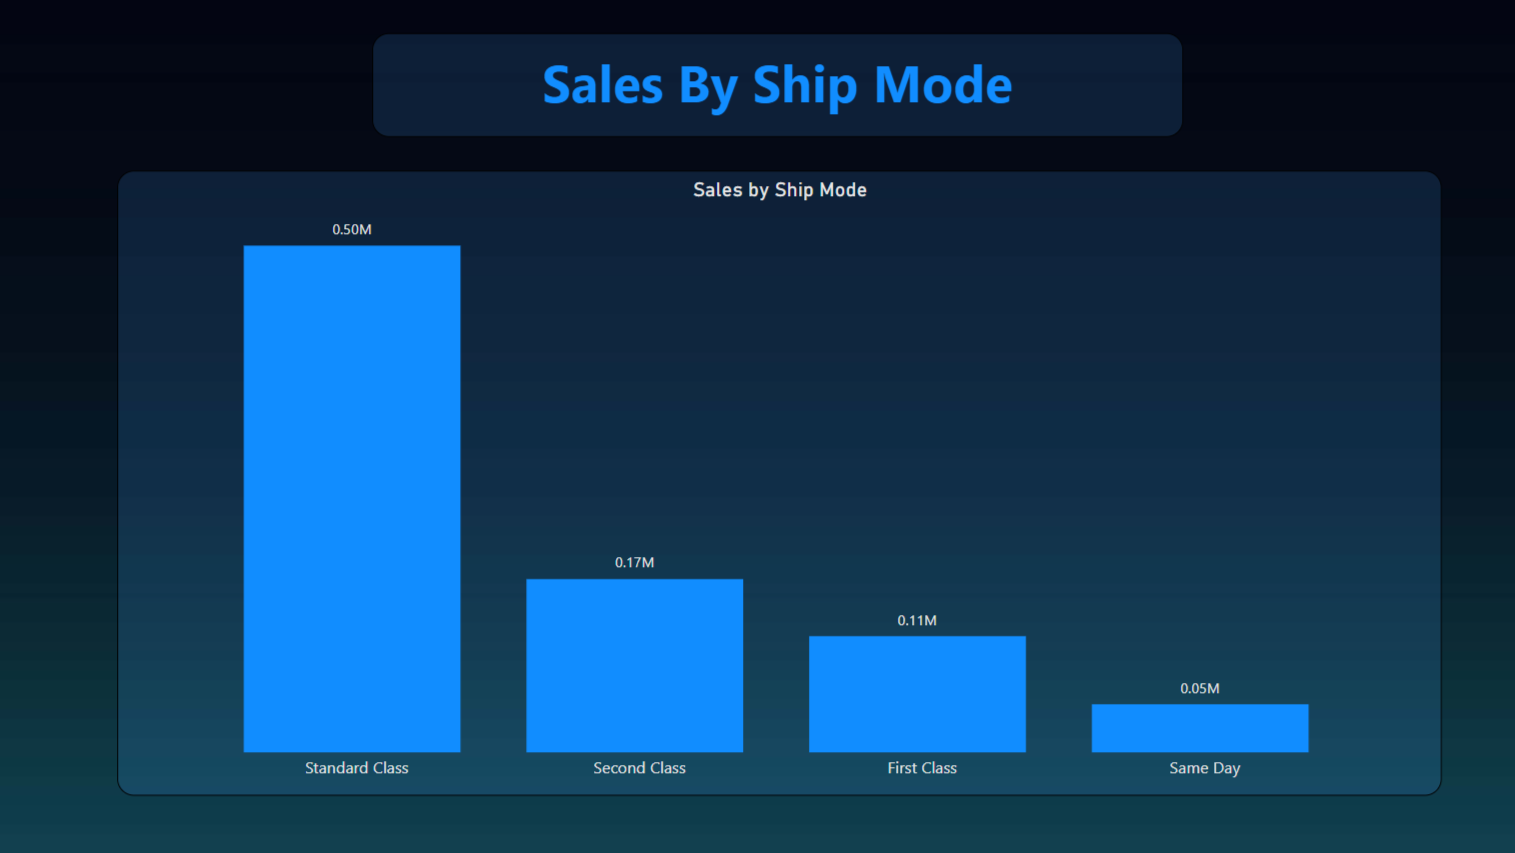 Sales By Ship Mode
Sales by Ship Mode
0.50M
0.17M
0.11M
0.05M
Standard Class
Second Class
First Class
Same Day